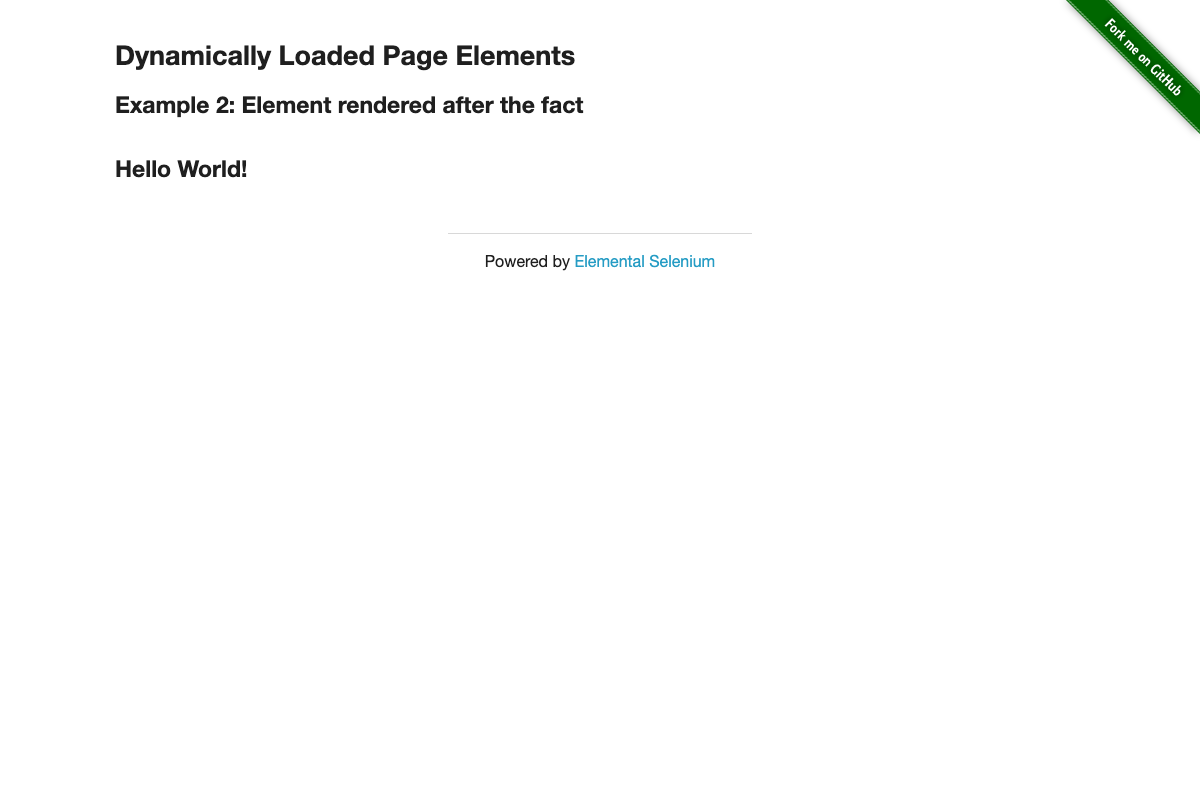 Dynamically Loaded Page Elements
Example 2: Element rendered after the fact
Hello World!
Powered by Elemental Selenium
Fork me on GitHub